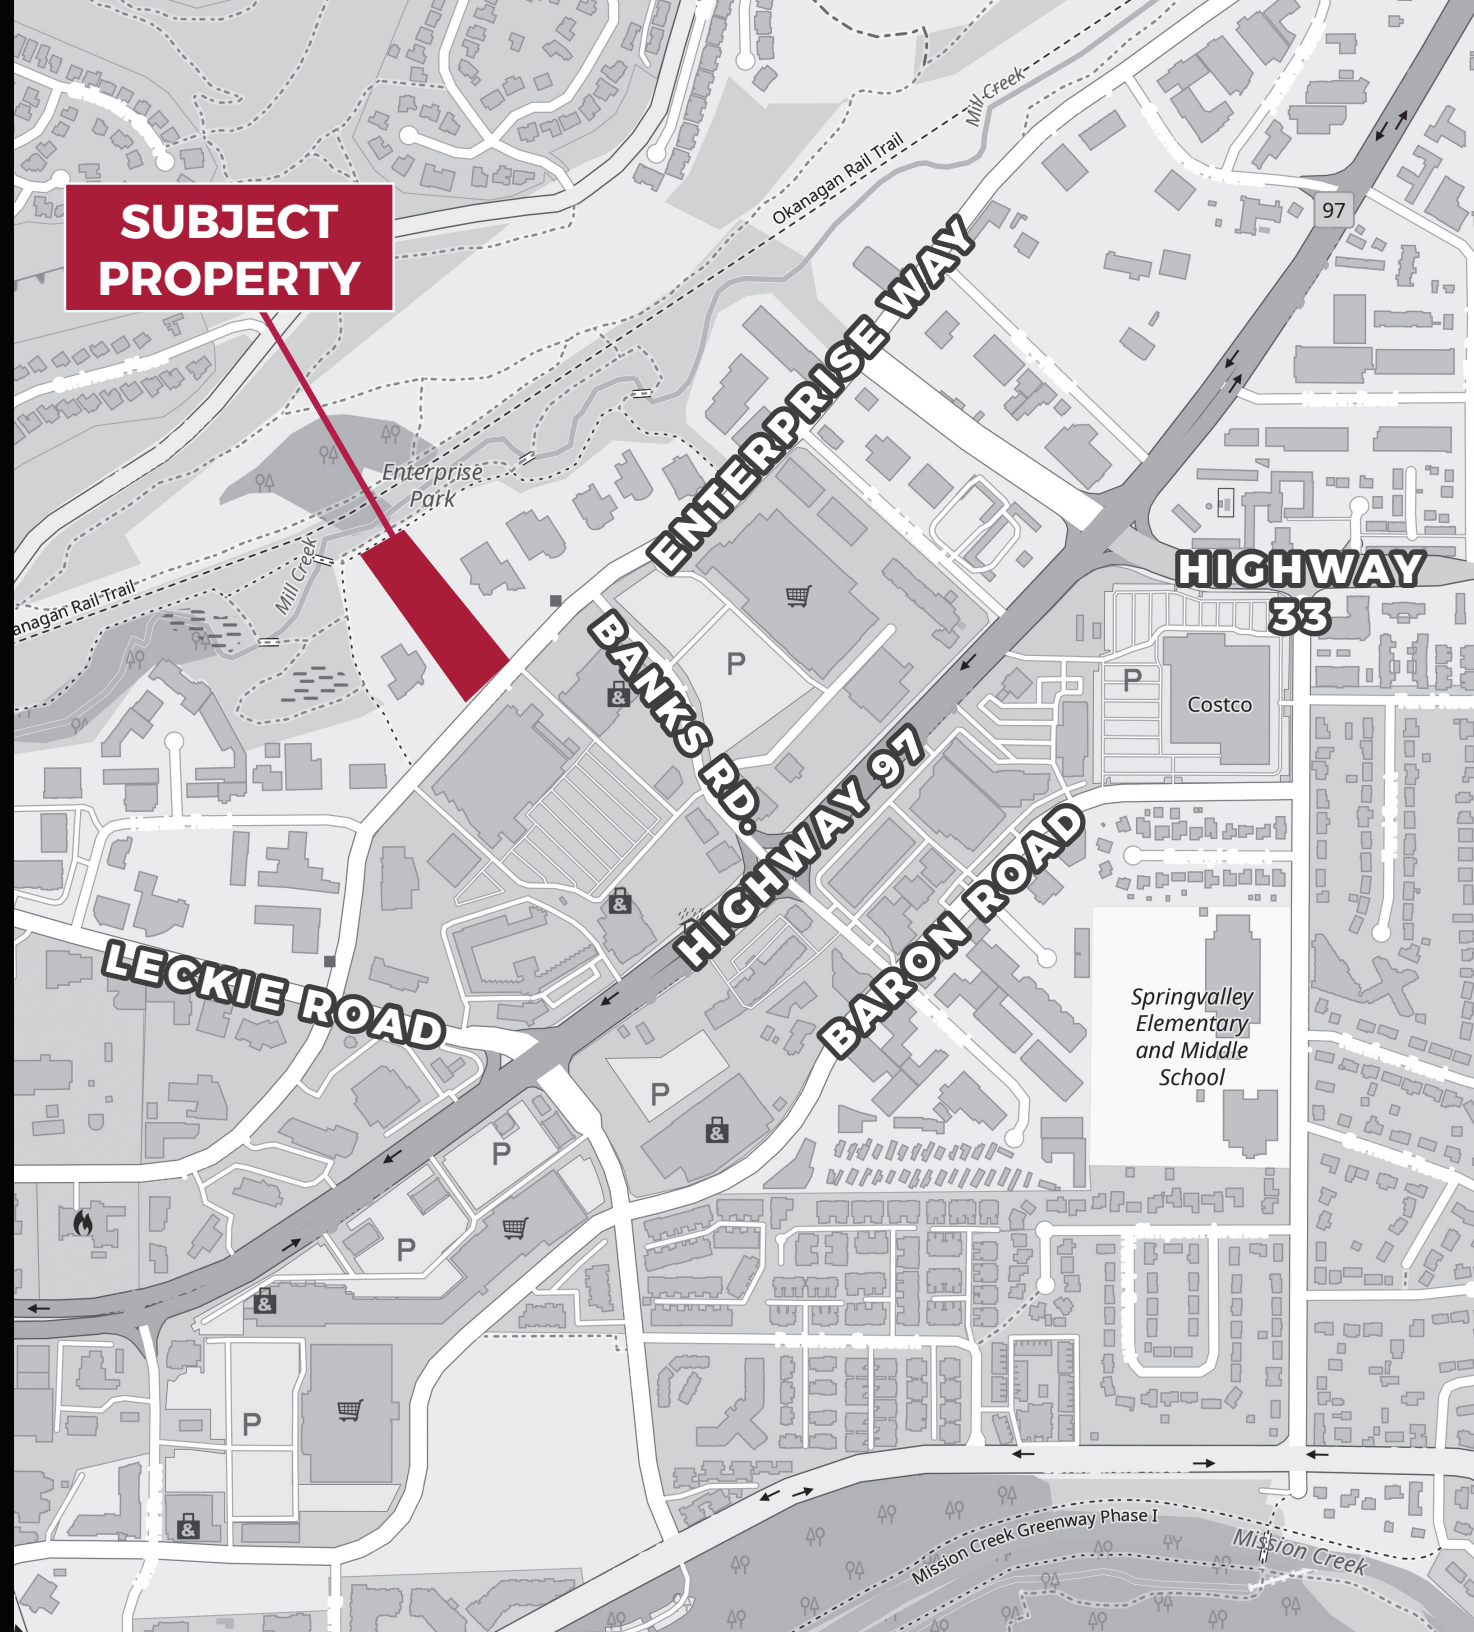 Mill Creek
Okanagan Rail Trail
SUBJECT
PROPERTY
97
ENTERPRISE WAY
Enterprise
Park
Mill Creek
anagan Rail Trail
HIGHWAY
33
BANKS RD.
P
P
Costco
HIGHWAY 97
BARON ROAD
&
&
LECKIE ROAD
Springvalley
Elementary
and Middle
School
P
&
P
P
&
P
&
Mission Creek Greenway Phase I
Mission Creek